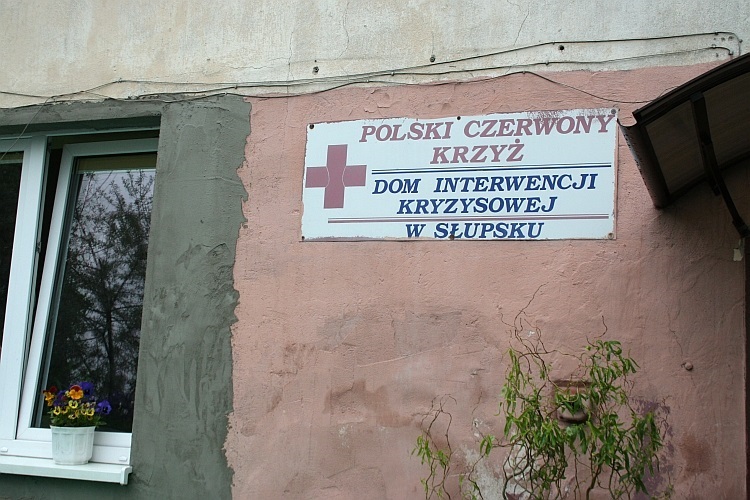 POLSKI CZERWONY
KRZYŻ
DOM INTERWENCJI
KRYZYSOWEJ
W SŁUPSKU